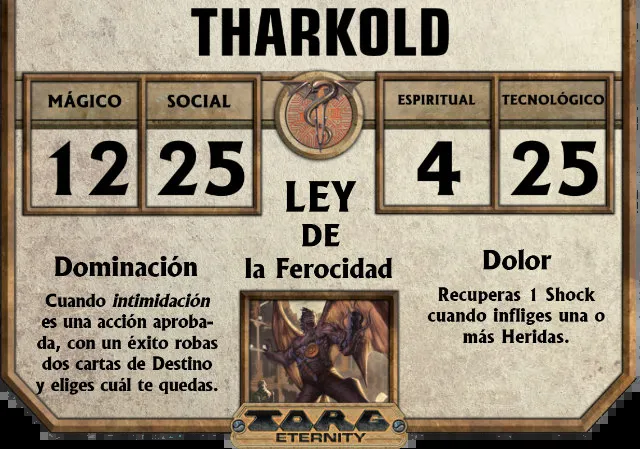 THARKOLD
MÁGICO
SOCIAL
ESPIRITUAL
TECNOLÓGICO
12
25
4
25
LEY
DE
la Ferocidad
Dominación
Cuando intimidación
es una acción aproba-
da, con un éxito robas
dos cartas de Destino
y eliges cuál te quedas.
Dolor
Recuperas 1 Shock
cuando infliges una o
más Heridas.
TORG
ETERNITY